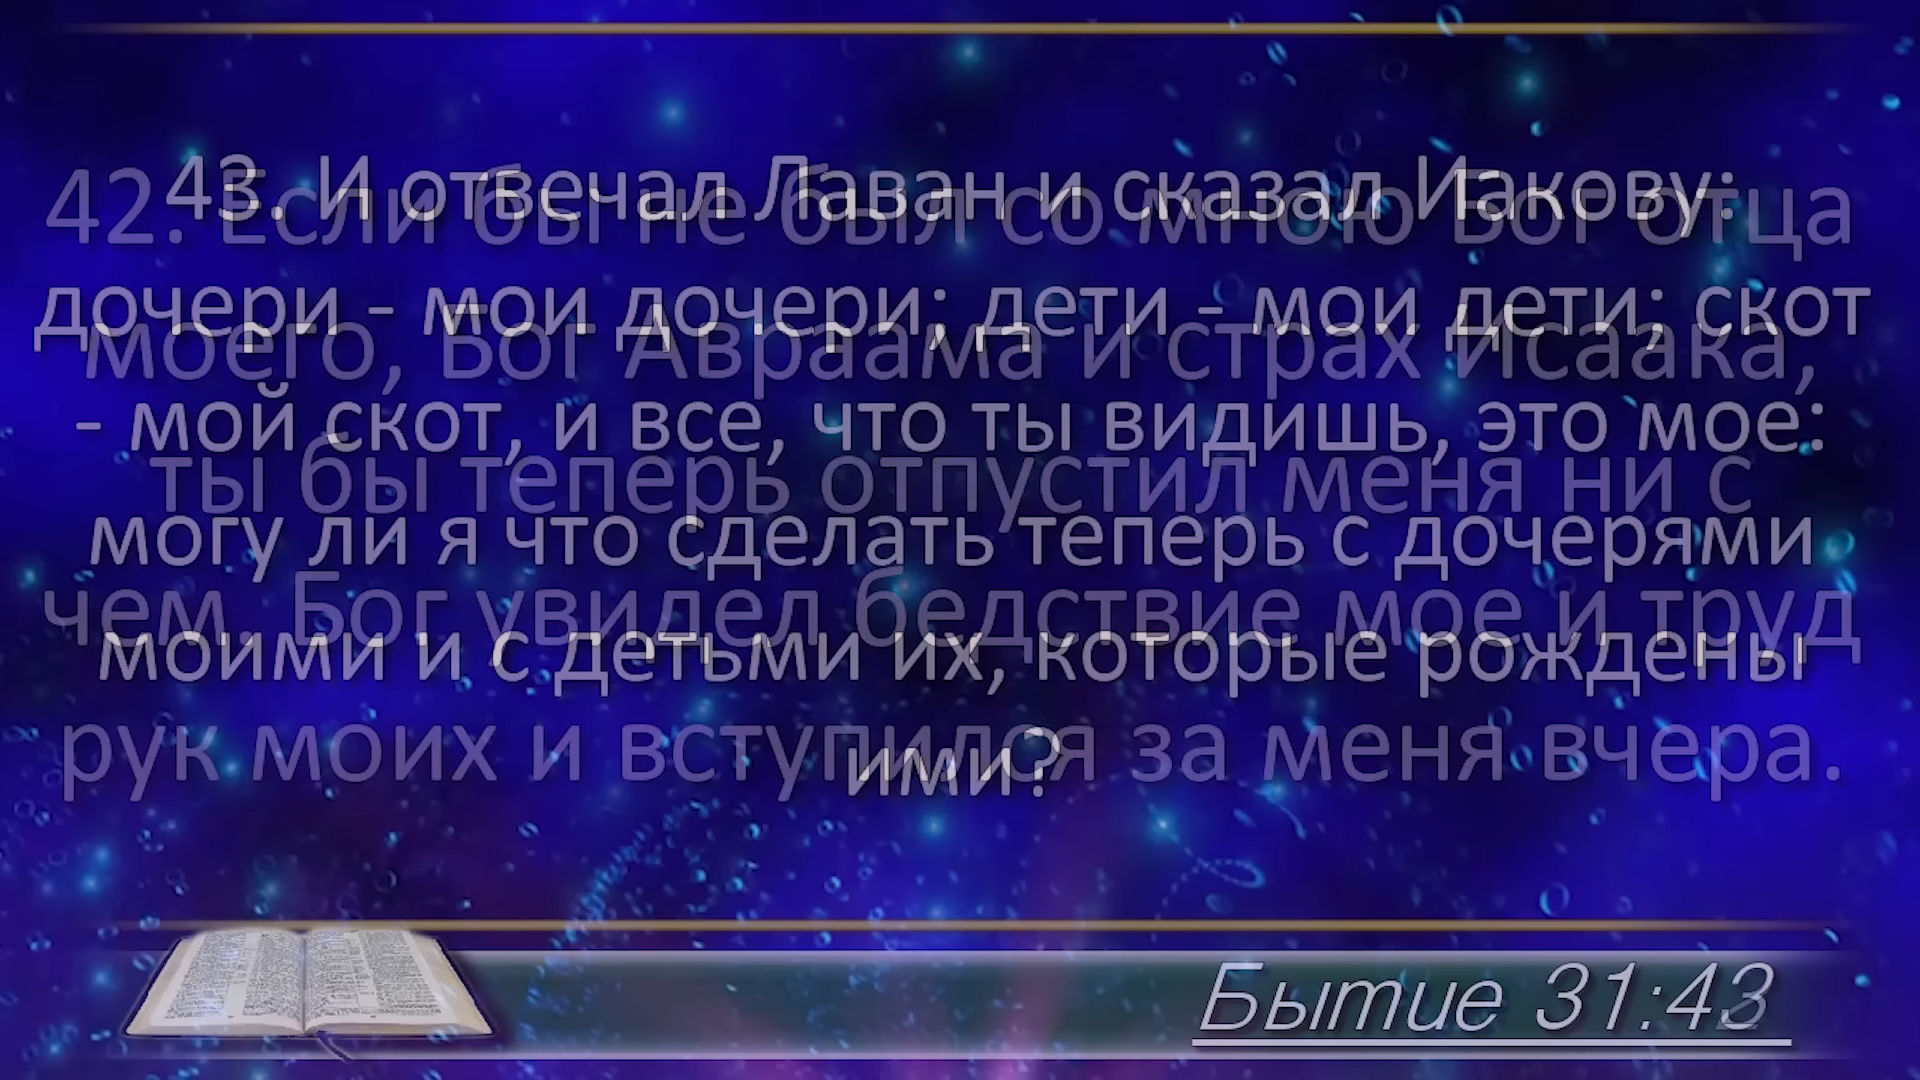 43. И отвечал Лаван и сказал Иакову:
дочери - мои дочери; дети - мои дети; скот
- мой скот, и все, что ты видишь, это мое:
могу ли я что сделать теперь с дочерями
моими и с детьми их, которые рождены
ими?
42. Если бы не был со мною Бог отца
моего, Бог Авраама и страх Исаака,
ты бы теперь отпустил меня ни с
чем. Бог увидел бедствие мое и труд
рук моих и вступился за меня вчера.
Бытие 31:43